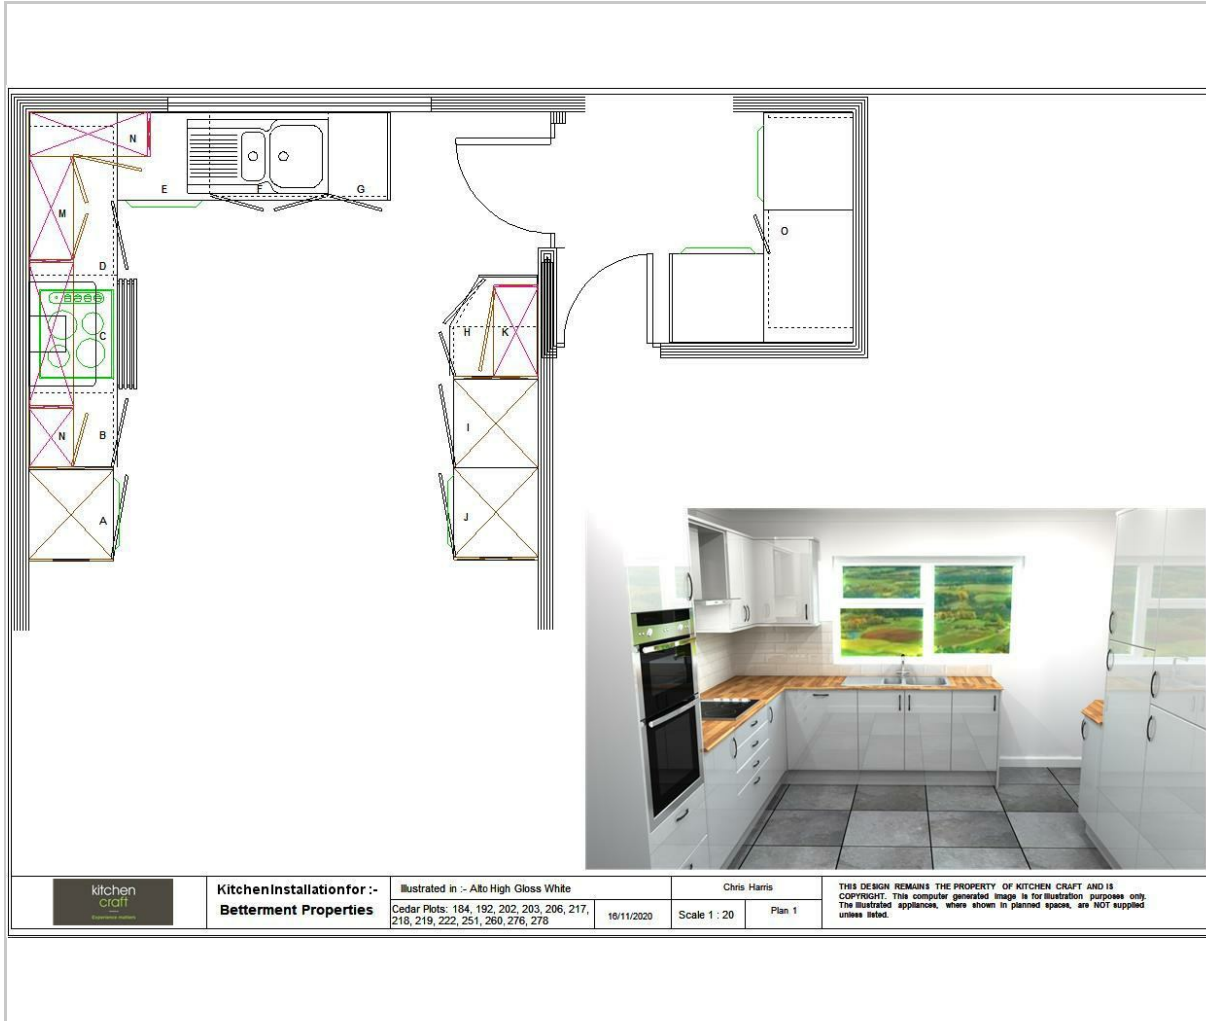 N
E
F
G
M
O
D
C
H
K
N
B
I
A
J
kitchen
craft
Experience matters
KitchenInstallationfor :-
Betterment Properties
Illustrated in :- Alto High Gloss White
Cedar Plots: 184, 192, 202, 203, 206, 217,
218, 219, 222, 251, 260, 276, 278
16/11/2020
Chris Harris
Scale 1 : 20
Plan 1
THIS DESIGN REMAINS THE PROPERTY OF KITCHEN CRAFT AND IS
COPYRIGHT. This computer generated image is for illustration purposes only.
The illustrated appliances, where shown in planned spaces, are NOT supplied
unless listed.